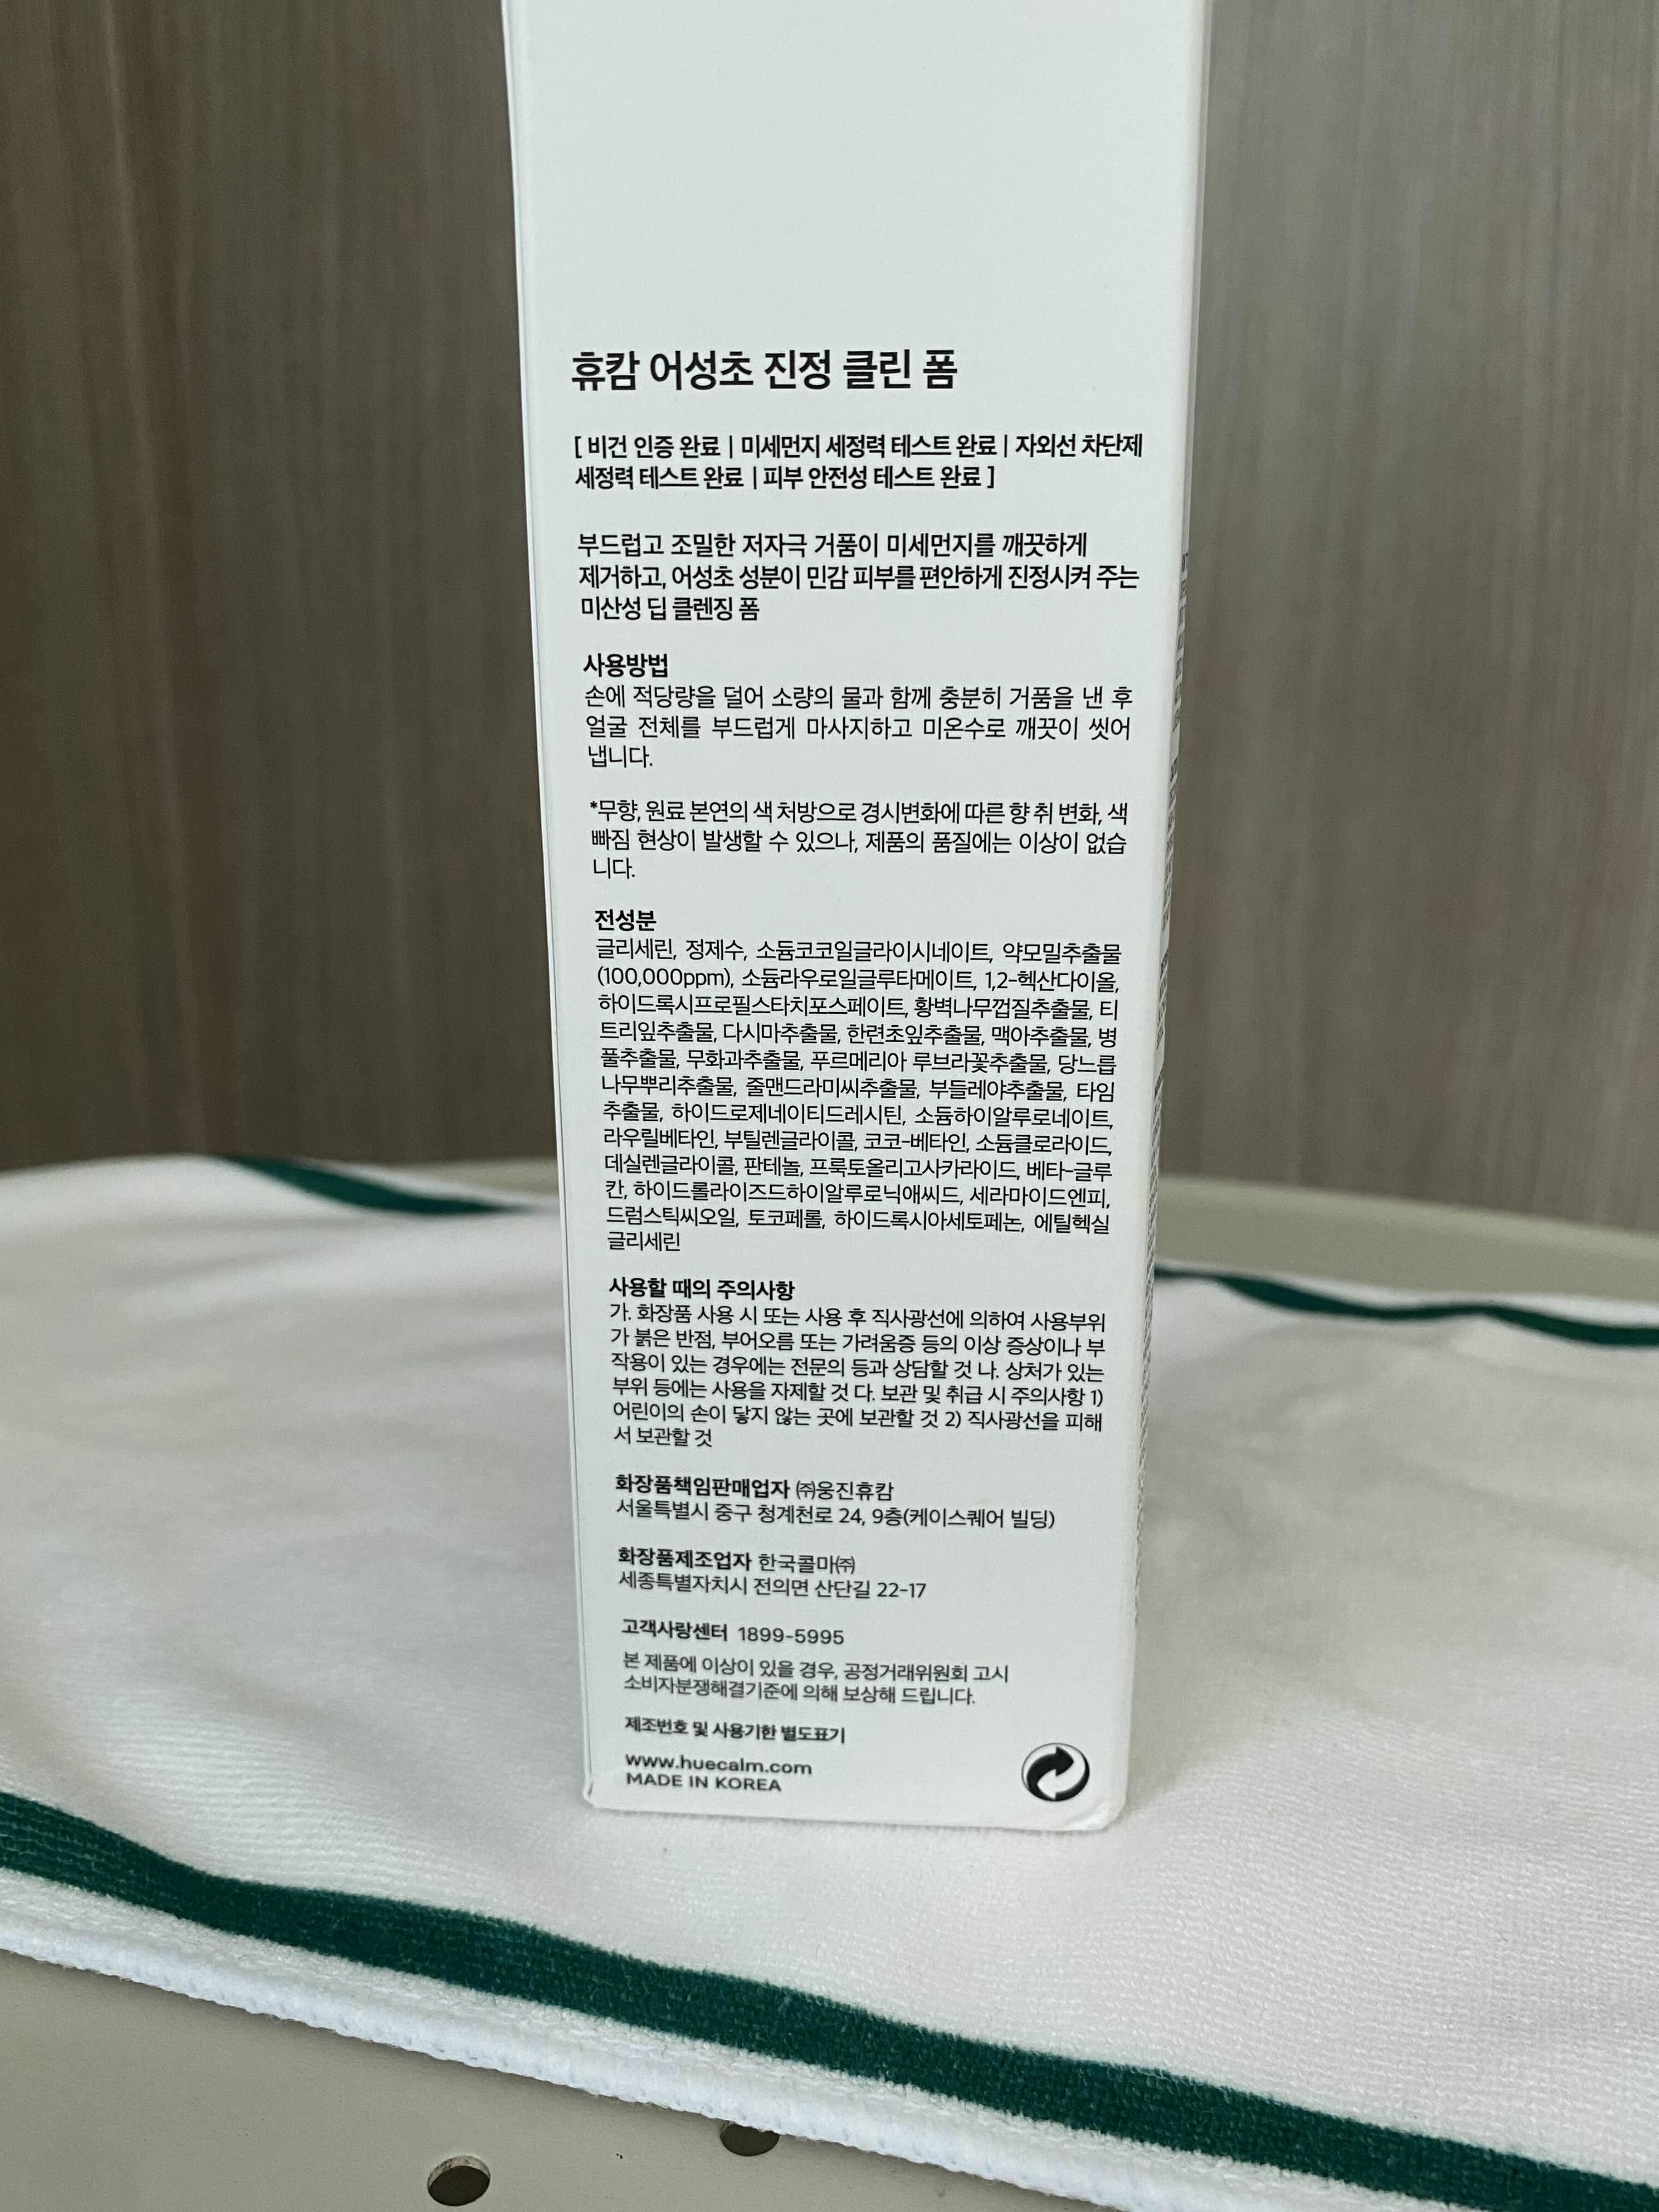 휴캄 어성초 진정 클린 폼
[ 비건 인증 완료 | 미세먼지 세정력 테스트 완료 | 자외선 차단제
세정력 테스트 완료 | 피부 안전성 테스트 완료 ]
부드럽고 조밀한 저자극 거품이 미세먼지를 깨끗하게
제거하고, 어성초 성분이 민감 피부를 편안하게 진정시켜 주는
미산성 딥 클렌징 폼
사용방법
손에 적당량을 덜어 소량의 물과 함께 충분히 거품을 낸 후
얼굴 전체를 부드럽게 마사지하고 미온수로 깨끗이 씻어
냅니다.
*무향, 원료 본연의 색 처방으로 경시변화에 따른 향 취 변화, 색
빠짐 현상이 발생할 수 있으나, 제품의 품질에는 이상이 없습
니다.
전성분
글리세린, 정제수, 소듐코코일글라이시네이트, 약모밀추출물
(100,000ppm), 소듐라우로일글루타메이트, 1,2-헥산다이올,
하이드록시프로필스타치포스페이트, 황벽나무껍질추출물, 티
트리잎추출물, 다시마추출물, 한련초잎추출물, 맥아추출물, 병
풀추출물, 무화과추출물, 푸르메리아 루브라꽃추출물, 당느릅
나무뿌리추출물, 줄맨드라미씨추출물, 부들레야추출물, 타임
추출물, 하이드로제네이티드레시틴, 소듐하이알루로네이트,
라우릴베타인, 부틸렌글라이콜, 코코-베타인, 소듐클로라이드,
데실렌글라이콜, 판테놀, 프룩토올리고사카라이드, 베타-글루
칸, 하이드롤라이즈드하이알루로닉애씨드, 세라마이드엔피,
드럼스틱씨오일, 토코페롤, 하이드록시아세토페논, 에틸헥실
글리세린
사용할 때의 주의사항
가. 화장품 사용 시 또는 사용 후 직사광선에 의하여 사용부위
가 붉은 반점, 부어오름 또는 가려움증 등의 이상 증상이나 부
작용이 있는 경우에는 전문의 등과 상담할 것 나. 상처가 있는
부위 등에는 사용을 자제할 것 다. 보관 및 취급 시 주의사항 1)
어린이의 손이 닿지 않는 곳에 보관할 것 2) 직사광선을 피해
서 보관할 것
화장품책임판매업자 ㈜웅진휴캄
서울특별시 중구 청계천로 24, 9층(케이스퀘어 빌딩)
화장품제조업자 한국콜마㈜
세종특별자치시 전의면 산단길 22-17
고객사랑센터 1899-5995
본 제품에 이상이 있을 경우, 공정거래위원회 고시
소비자분쟁해결기준에 의해 보상해 드립니다.
제조번호 및 사용기한 별도표기
www.huecalm.com
MADE IN KOREA